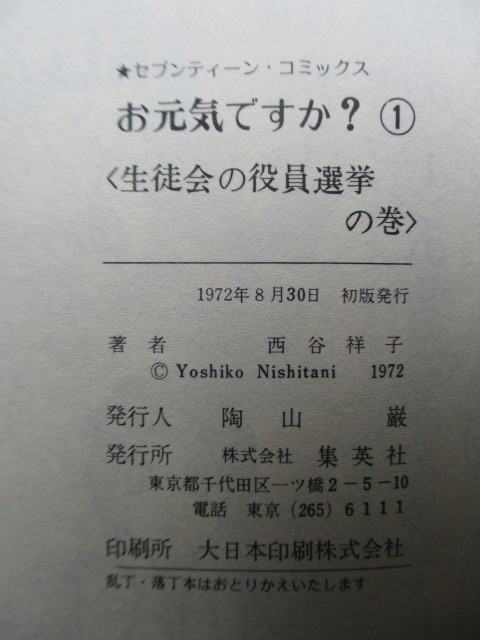 ★セブンティーン・コミックス
お元気ですか？①
〈生徒会の役員選挙
の巻〉
1972年8月30日　初版発行
著者　西谷祥子
© Yoshiko Nishitani 1972
発行人　陶山　巌
発行所　株式会社　集英社
東京都千代田区一ツ橋2－5－10
電話　東京（265）6111
印刷所　大日本印刷株式会社
乱丁・落丁本はおとりかえいたします